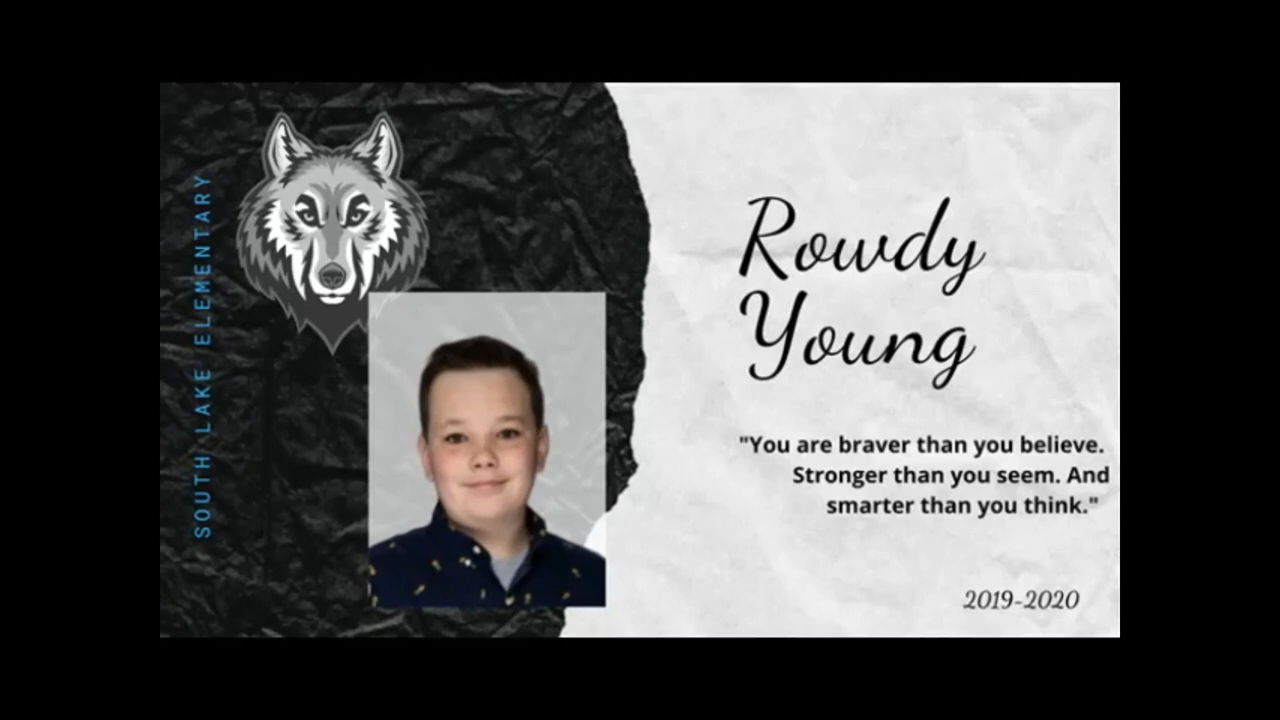 SOUTH LAKE ELEMENTARY
Rowdy
Young
"You are braver than you believe.
Stronger than you seem. And
smarter than you think."
2019-2020